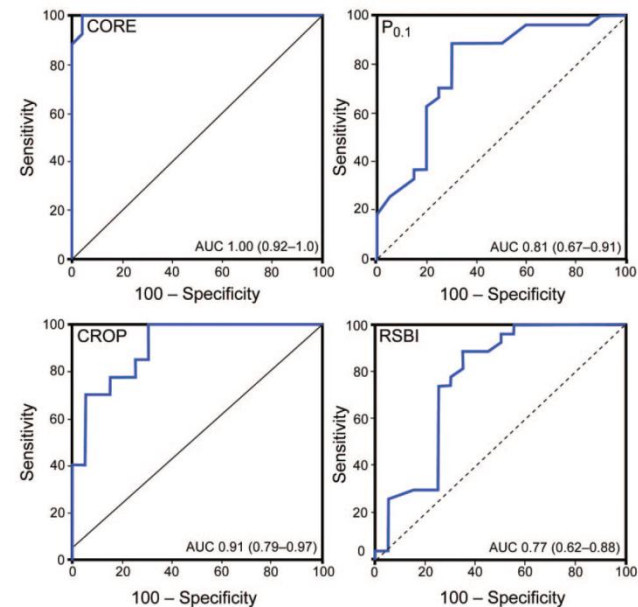 CORE
Sensitivity
100
80
60
40
20
0
0 20 40 60 80 100
AUC 1.00 (0.92–1.0)
100 – Specificity
P0.1
Sensitivity
100
80
60
40
20
0
0 20 40 60 80 100
AUC 0.81 (0.67–0.91)
100 – Specificity
CROP
Sensitivity
100
80
60
40
20
0
0 20 40 60 80 100
AUC 0.91 (0.79–0.97)
100 – Specificity
RSBI
Sensitivity
100
80
60
40
20
0
0 20 40 60 80 100
AUC 0.77 (0.62–0.88)
100 – Specificity